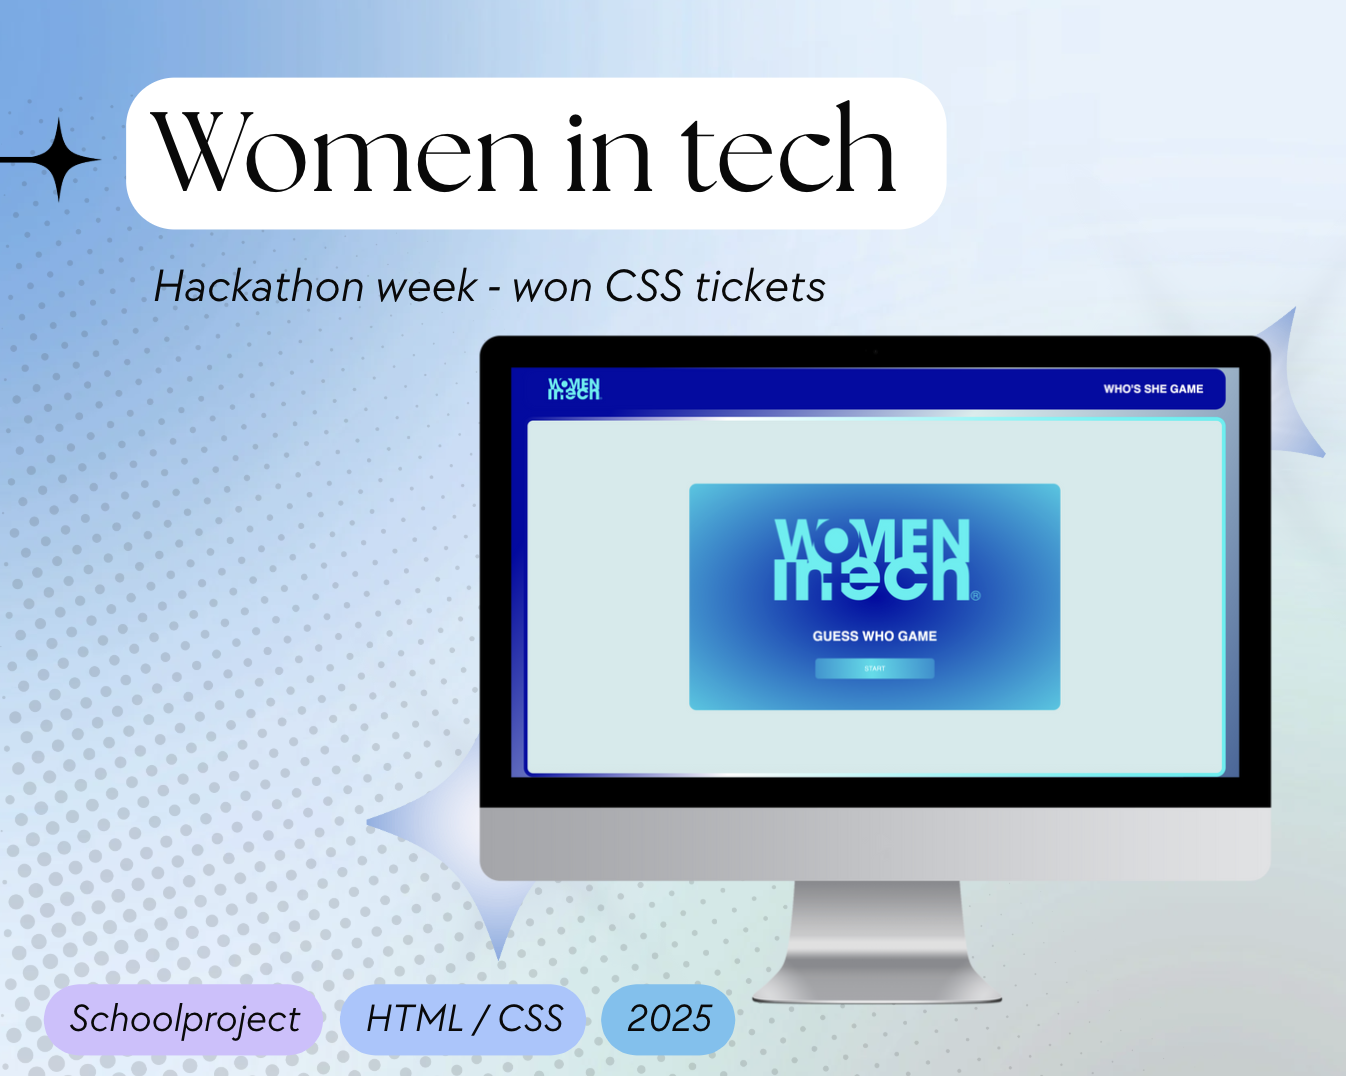 Women in tech
Hackathon week - won CSS tickets
WOMEN
in tech
WHO'S SHE GAME
WOMEN
in tech®
GUESS WHO GAME
START
Schoolproject
HTML / CSS
2025